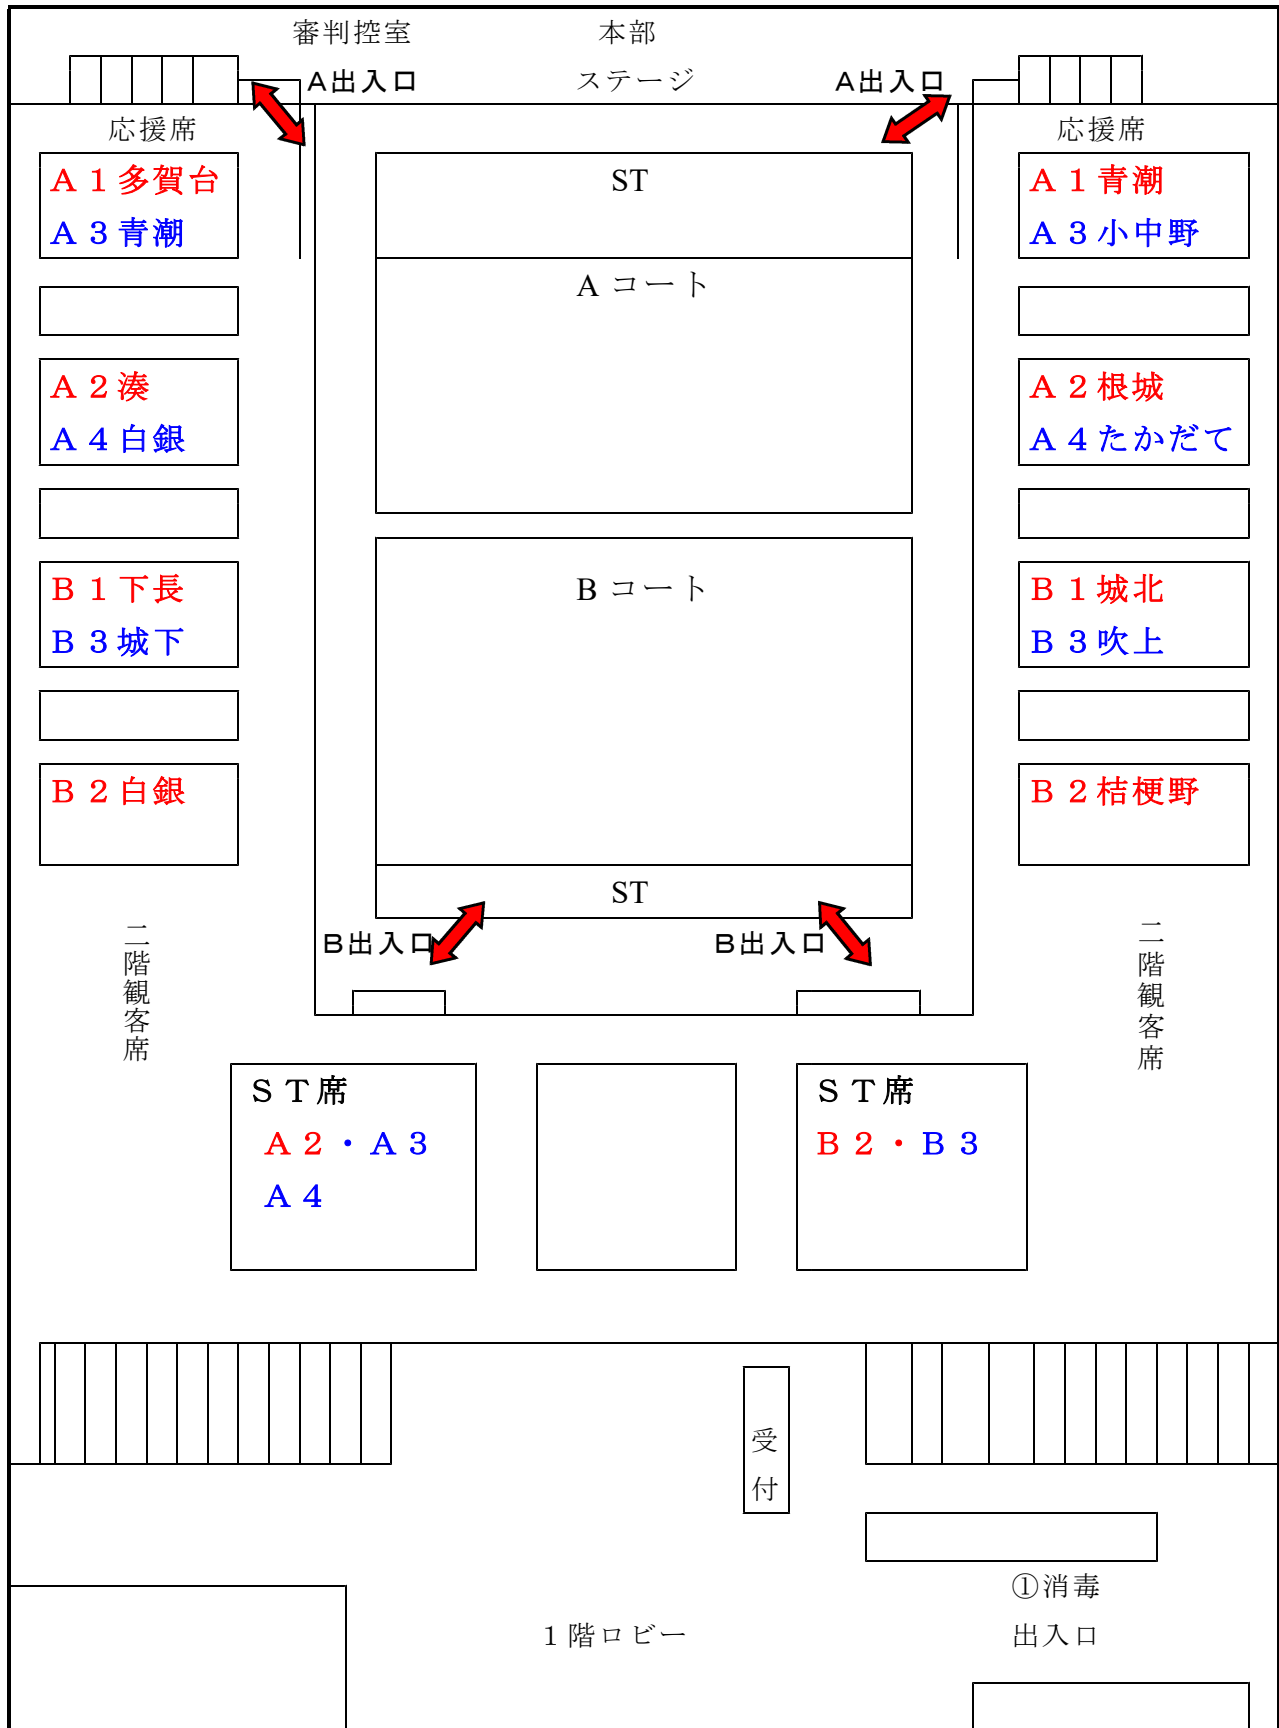 審判控室 本部
A出入口 ステージ A出入口
応援席 応援席
A1多賀台 ST A1青潮
A3青潮 A3小中野
Aコート
A2湊 A2根城
A4白銀 A4たかだて
B1下長 Bコート B1城北
B3城下 B3吹上
B2白銀 B2桔梗野
ST
B出入口 B出入口
二階観客席 二階観客席
ST席 ST席
A2・A3 B2・B3
A4
受付
①消毒
1階ロビー 出入口